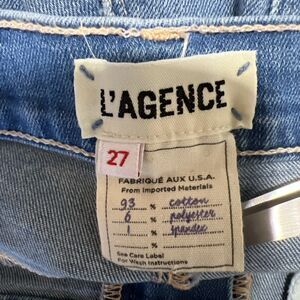 L'AGENCE
27
FABRIQUÉ AUX U.S.A.
From Imported Materials
93 % cotton
6 % polyester
1 % spandex
See Care Label
For Wash Instructions